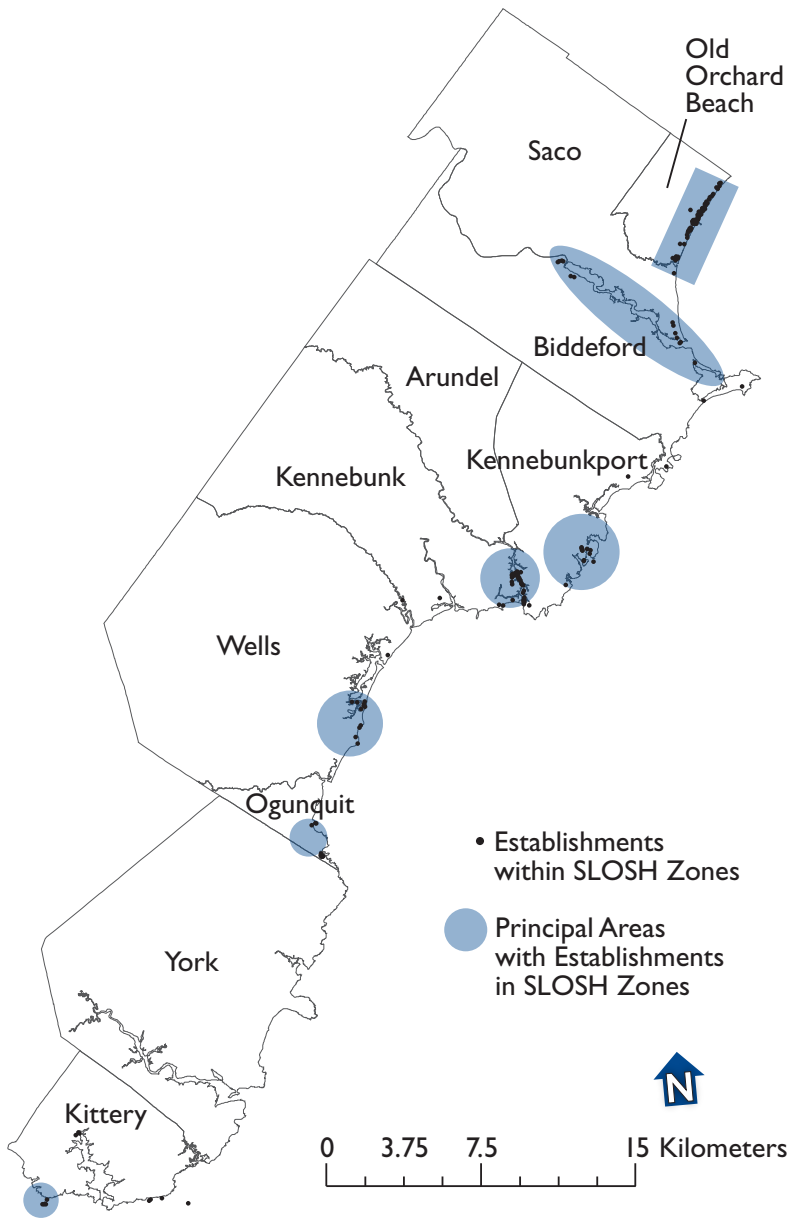 Old
Orchard
Beach
Saco
Biddeford
Arundel
Kennebunkport
Kennebunk
Wells
Ogunquit
• Establishments
within SLOSH Zones
Principal Areas
with Establishments
in SLOSH Zones
York
N
Kittery
0 3.75 7.5 15 Kilometers